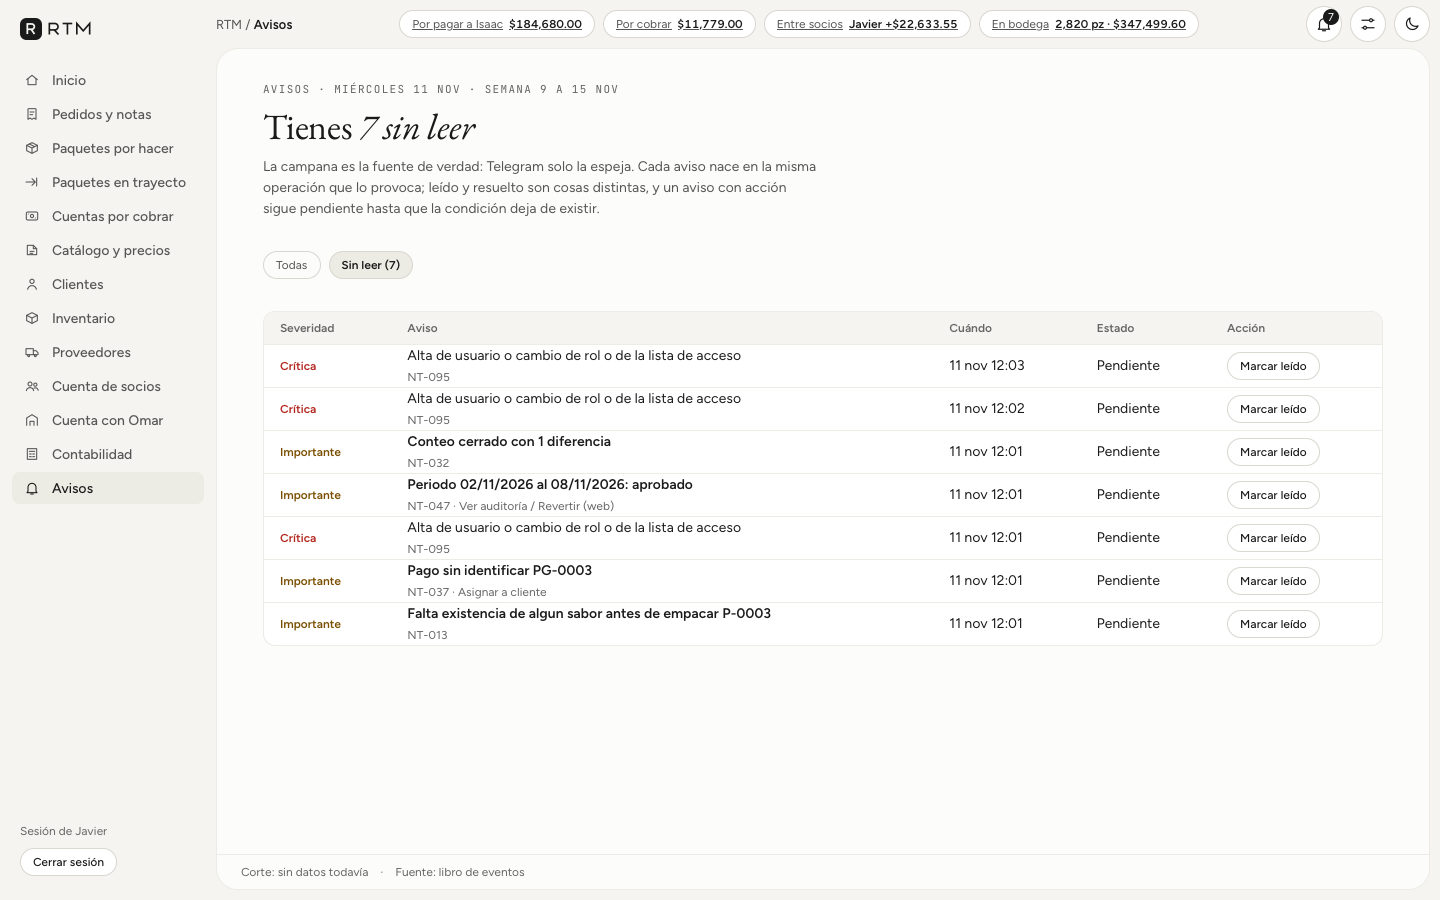 R RTM
RTM / Avisos
Por pagar a Isaac $184,680.00
Por cobrar $11,779.00
Entre socios Javier +$22,633.55
En bodega 2,820 pz · $347,499.60
7
Inicio
Pedidos y notas
Paquetes por hacer
Paquetes en trayecto
Cuentas por cobrar
Catálogo y precios
Clientes
Inventario
Proveedores
Cuenta de socios
Cuenta con Omar
Contabilidad
Avisos
Sesión de Javier
Cerrar sesión
AVISOS · MIÉRCOLES 11 NOV · SEMANA 9 A 15 NOV
Tienes 7 sin leer
La campana es la fuente de verdad: Telegram solo la espeja. Cada aviso nace en la misma
operación que lo provoca; leído y resuelto son cosas distintas, y un aviso con acción
sigue pendiente hasta que la condición deja de existir.
Todas
Sin leer (7)
Severidad Aviso Cuándo Estado Acción
Crítica Alta de usuario o cambio de rol o de la lista de acceso 11 nov 12:03 Pendiente Marcar leído
NT-095
Crítica Alta de usuario o cambio de rol o de la lista de acceso 11 nov 12:02 Pendiente Marcar leído
NT-095
Importante Conteo cerrado con 1 diferencia 11 nov 12:01 Pendiente Marcar leído
NT-032
Importante Periodo 02/11/2026 al 08/11/2026: aprobado 11 nov 12:01 Pendiente Marcar leído
NT-047 · Ver auditoría / Revertir (web)
Crítica Alta de usuario o cambio de rol o de la lista de acceso 11 nov 12:01 Pendiente Marcar leído
NT-095
Importante Pago sin identificar PG-0003 11 nov 12:01 Pendiente Marcar leído
NT-037 · Asignar a cliente
Importante Falta existencia de algun sabor antes de empacar P-0003 11 nov 12:01 Pendiente Marcar leído
NT-013
Corte: sin datos todavía · Fuente: libro de eventos